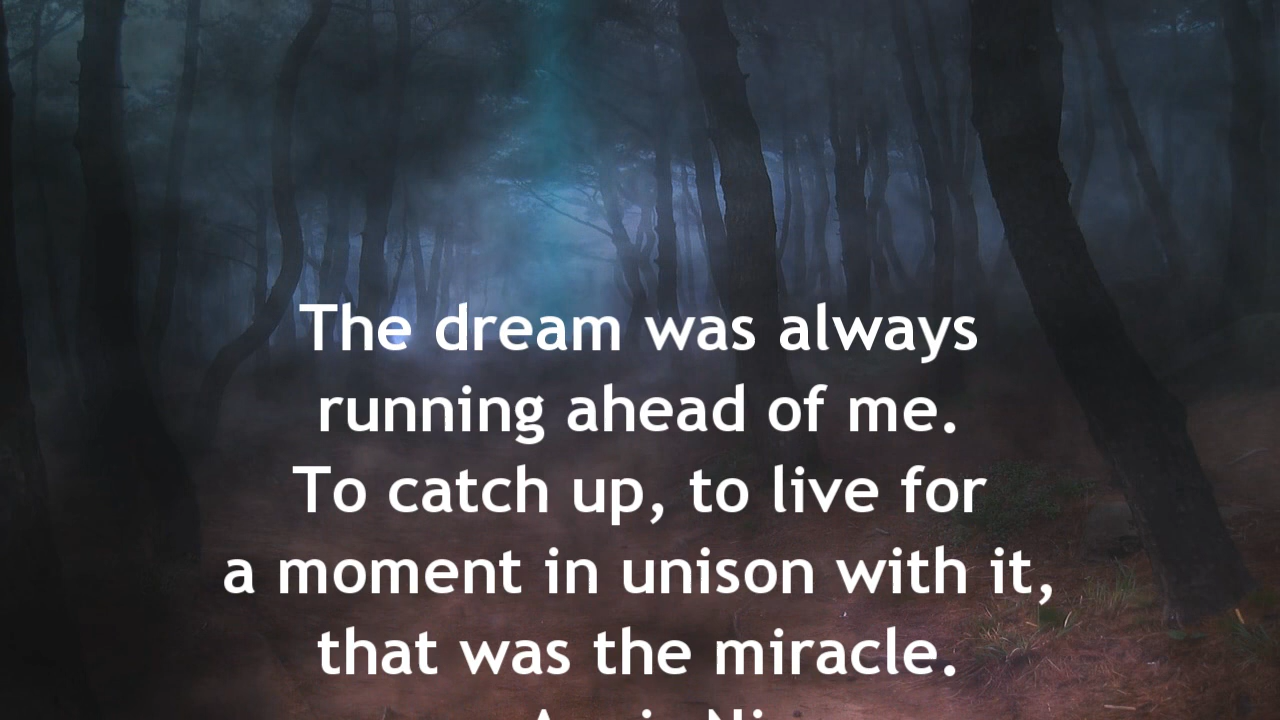 The dream was always
running ahead of me.
To catch up, to live for
a moment in unison with it,
that was the miracle.